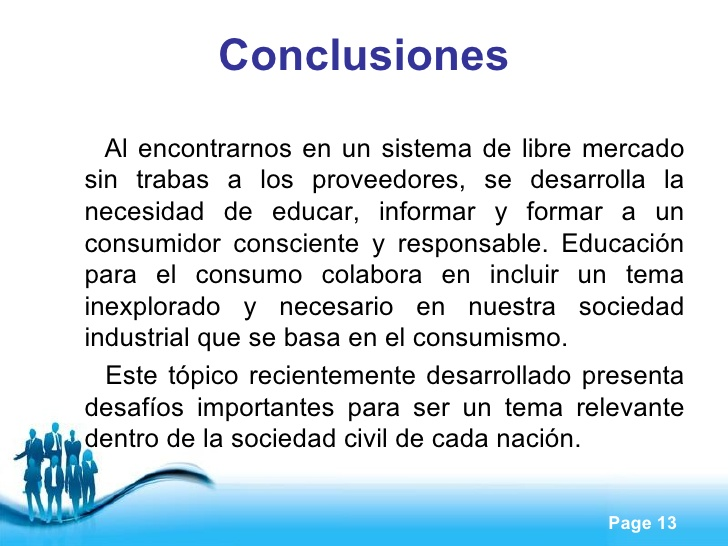 Conclusiones
Al encontrarnos en un sistema de libre mercado
sin trabas a los proveedores, se desarrolla la
necesidad de educar, informar y formar a un
consumidor consciente y responsable. Educación
para el consumo colabora en incluir un tema
inexplorado y necesario en nuestra sociedad
industrial que se basa en el consumismo.
Este tópico recientemente desarrollado presenta
desafíos importantes para ser un tema relevante
dentro de la sociedad civil de cada nación.
Page 13